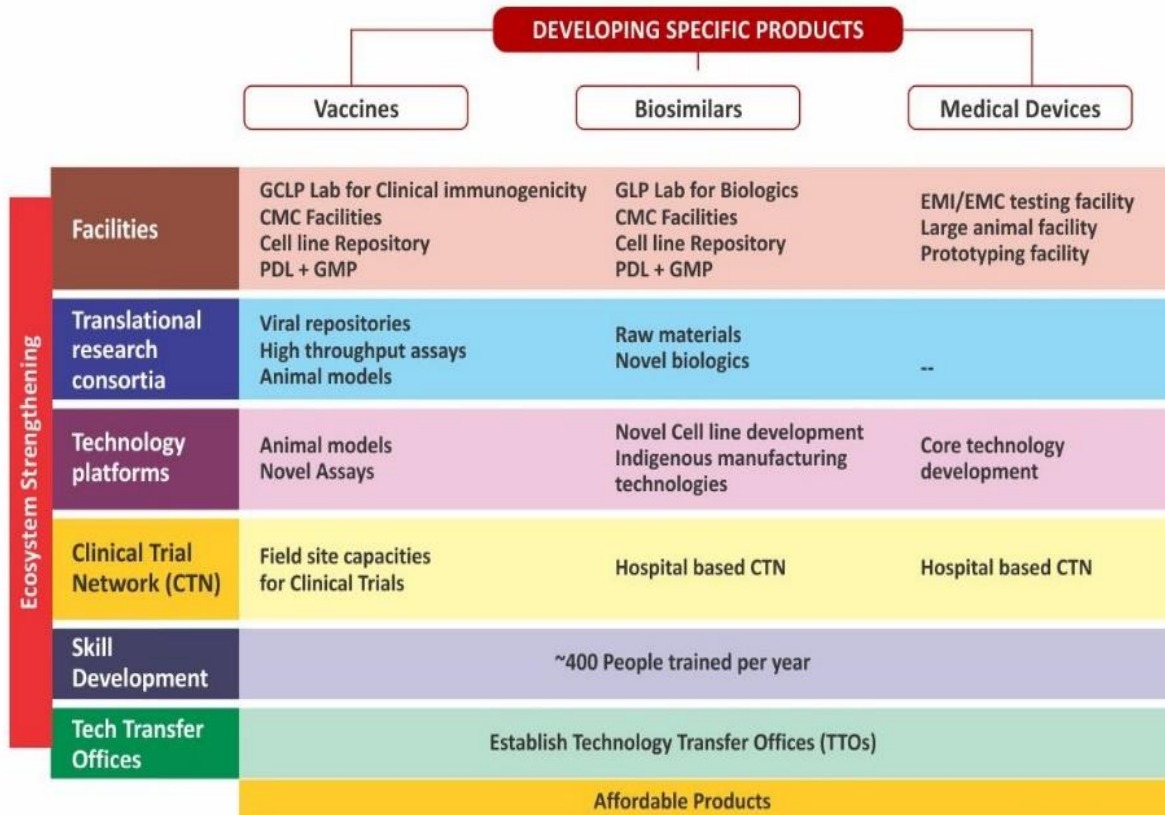 DEVELOPING SPECIFIC PRODUCTS
Vaccines
Biosimilars
Medical Devices
Ecosystem Strengthening
Facilities
GCLP Lab for Clinical immunogenicity
CMC Facilities
Cell line Repository
PDL + GMP
GLP Lab for Biologics
CMC Facilities
Cell line Repository
PDL + GMP
EMI/EMC testing facility
Large animal facility
Prototyping facility
Translational
research
consortia
Viral repositories
High throughput assays
Animal models
Raw materials
Novel biologics
--
Technology
platforms
Animal models
Novel Assays
Novel Cell line development
Indigenous manufacturing
technologies
Core technology
development
Clinical Trial
Network (CTN)
Field site capacities
for Clinical Trials
Hospital based CTN
Hospital based CTN
Skill
Development
~400 People trained per year
Tech Transfer
Offices
Establish Technology Transfer Offices (TTOs)
Affordable Products